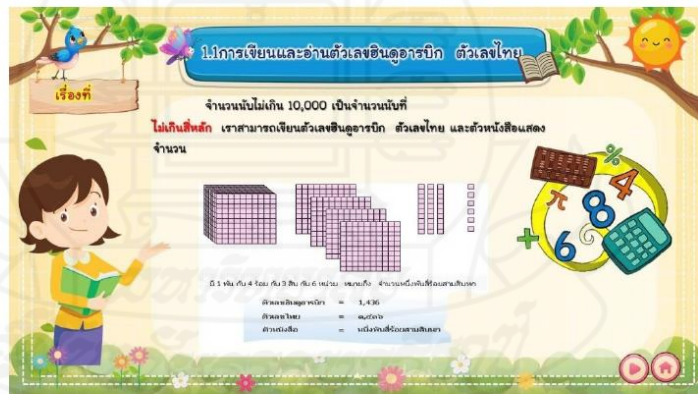 1.1การเขียนและอ่านตัวเลขฮินดูอารบิก ตัวเลขไทย
เรื่องที่
จำนวนนับไม่เกิน 10,000 เป็นจำนวนนับที่
ไม่เกินสี่หลัก เราสามารถเขียนตัวเลขฮินดูอารบิก ตัวเลขไทย และตัวหนังสือแสดง
จำนวน
มี 1 พัน กับ 4 ร้อย กับ 3 สิบ กับ 6 หน่วย หมายถึง จำนวนหนึ่งพันสี่ร้อยสามสิบหก
ตัวเลขฮินดูอารบิก = 1,436
ตัวเลขไทย = ๑,๔๓๖
ตัวหนังสือ = หนึ่งพันสี่ร้อยสามสิบหก
% 4
π 8
+ 6